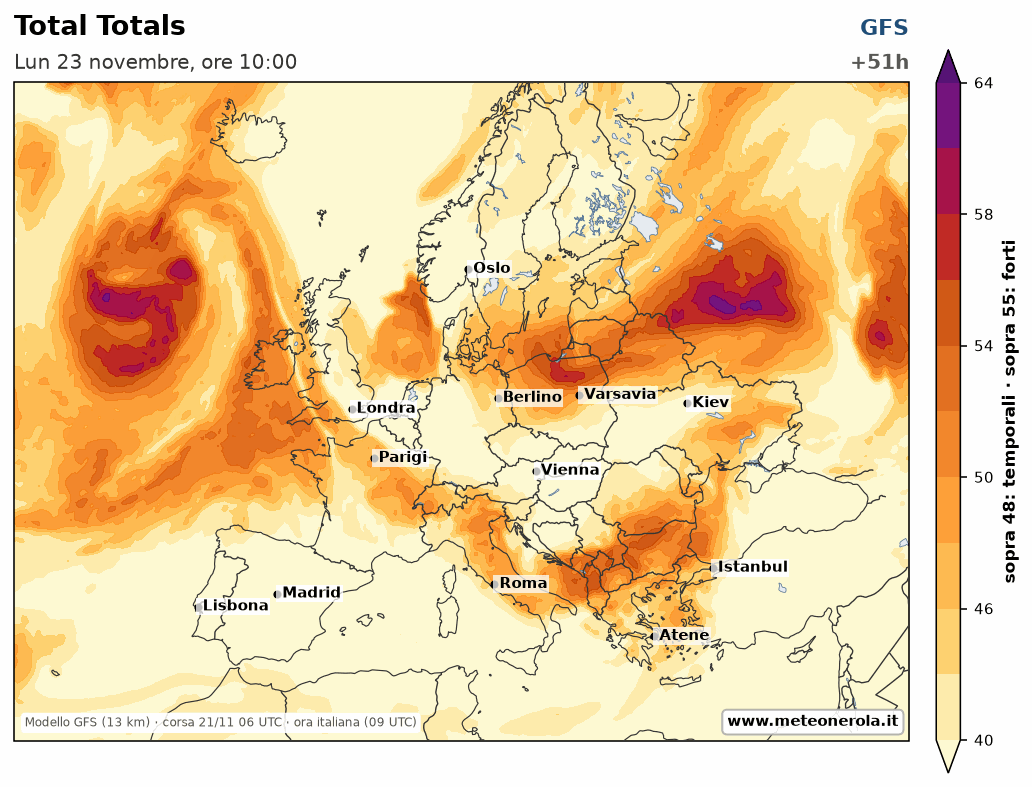 Total Totals
GFS
Lun 23 novembre, ore 10:00
+51h
64
58
54
50
46
40
sopra 48: temporali · sopra 55: forti
Oslo
Berlino
Varsavia
Kiev
Londra
Parigi
Vienna
Istanbul
Roma
Madrid
Lisbona
Atene
Modello GFS (13 km) · corsa 21/11 06 UTC · ora italiana (09 UTC)
www.meteonerola.it